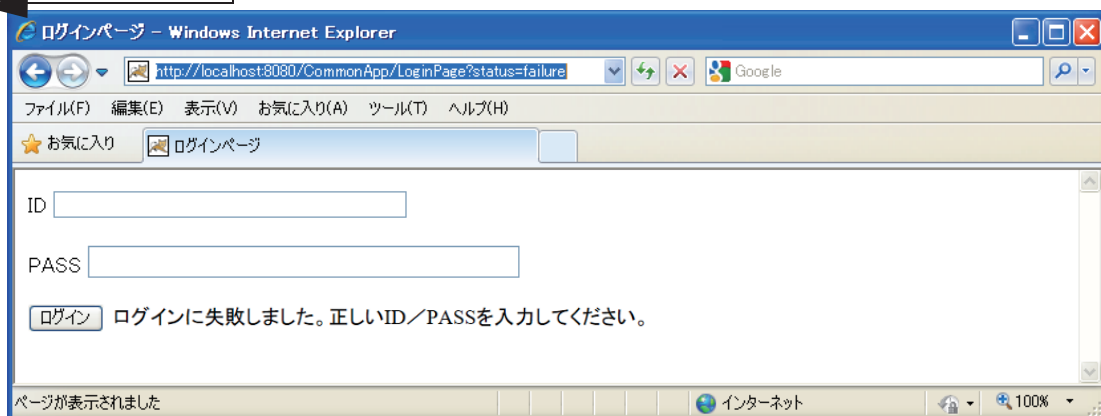 ログインページ - Windows Internet Explorer
http://localhost:8080/CommonApp/LoginPage?status=failure Google
ファイル(F) 編集(E) 表示(V) お気に入り(A) ツール(T) ヘルプ(H)
お気に入り ログインページ
ID
PASS
ログイン ログインに失敗しました。正しいID／PASSを入力してください。
ページが表示されました インターネット 100%